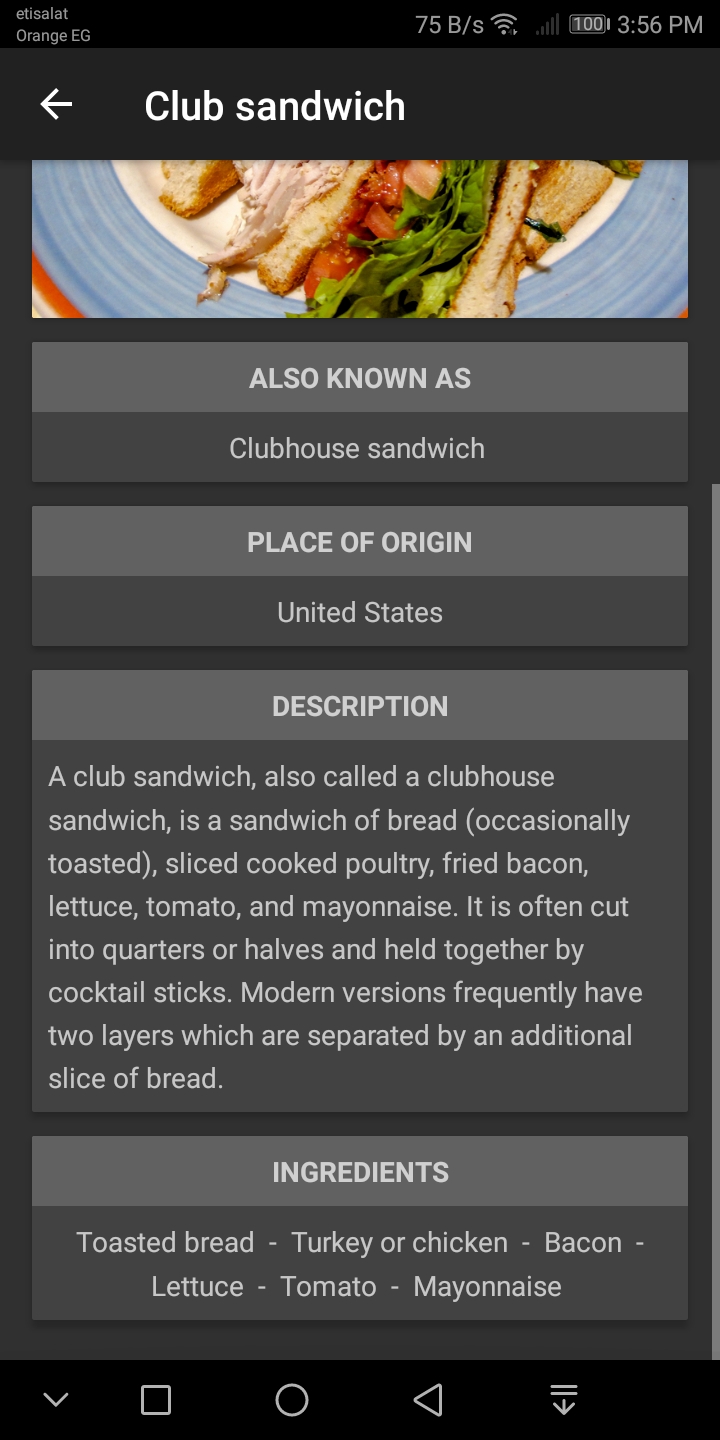 etisalat
Orange EG
75 B/s 100 3:56 PM
Club sandwich
ALSO KNOWN AS
Clubhouse sandwich
PLACE OF ORIGIN
United States
DESCRIPTION
A club sandwich, also called a clubhouse
sandwich, is a sandwich of bread (occasionally
toasted), sliced cooked poultry, fried bacon,
lettuce, tomato, and mayonnaise. It is often cut
into quarters or halves and held together by
cocktail sticks. Modern versions frequently have
two layers which are separated by an additional
slice of bread.
INGREDIENTS
Toasted bread - Turkey or chicken - Bacon -
Lettuce - Tomato - Mayonnaise